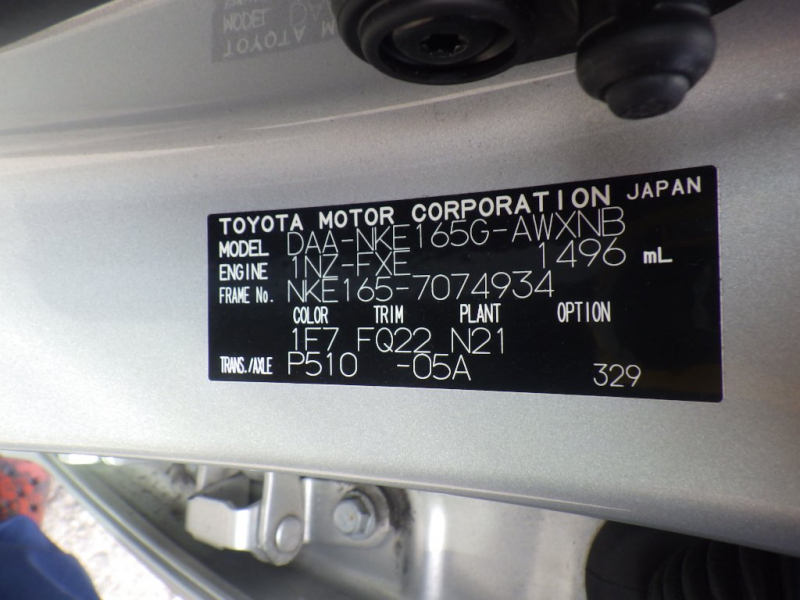 TOYOTA MOTOR CORPORATION JAPAN
MODEL DAA-NKE165G-AWXNB
ENGINE 1NZ-FXE 1496 mL
FRAME No. NKE165-7074934
COLOR TRIM PLANT OPTION
1F7 FQ22 N21
TRANS./AXLE P510 -05A 329